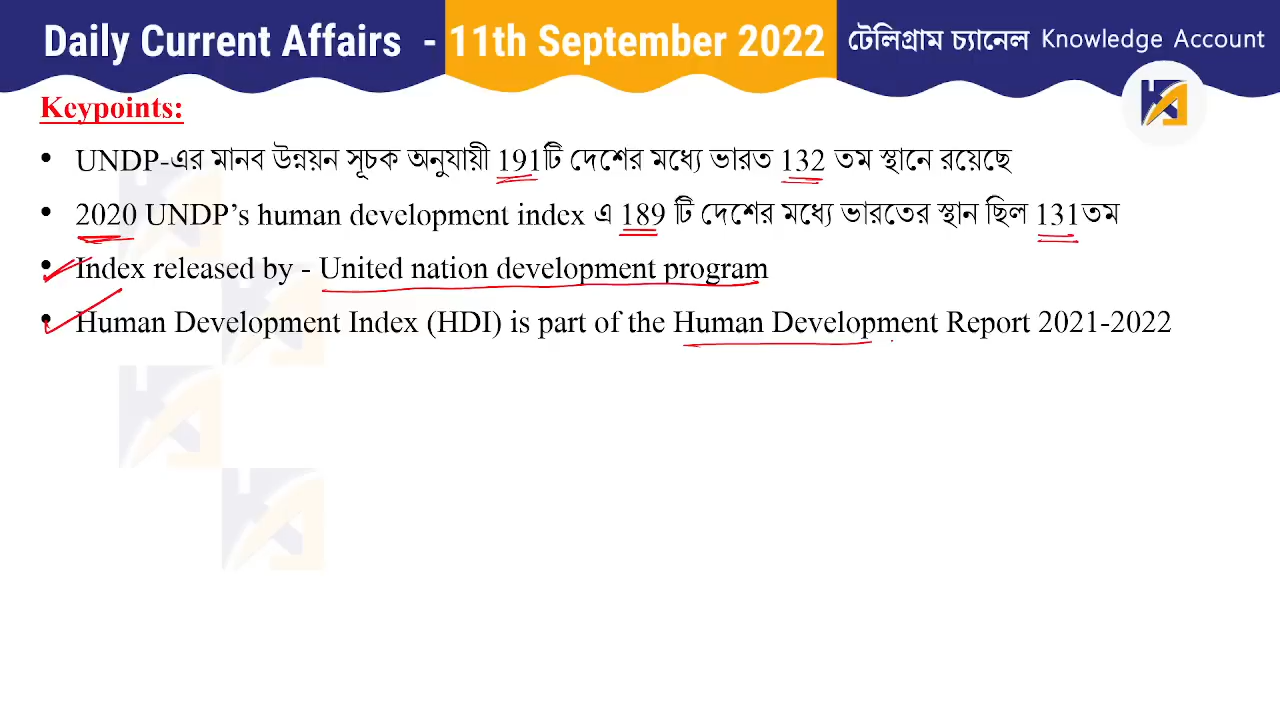 Daily Current Affairs - 11th September 2022 টেলিগ্রাম চ্যানেল Knowledge Account
Keypoints:
• UNDP-এর মানব উন্নয়ন সূচক অনুযায়ী 191টি দেশের মধ্যে ভারত 132 তম স্থানে রয়েছে
• 2020 UNDP’s human development index এ 189 টি দেশের মধ্যে ভারতের স্থান ছিল 131তম
• Index released by - United nation development program
• Human Development Index (HDI) is part of the Human Development Report 2021-2022